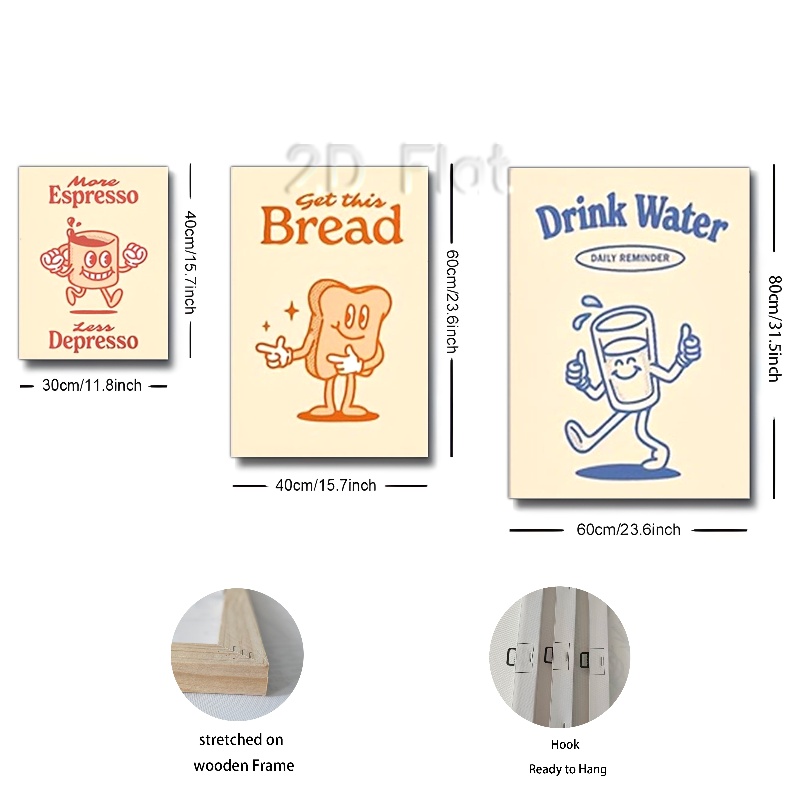 2D Flat
More
Espresso
Less
Depresso
40cm/15.7inch
30cm/11.8inch
Get this
Bread
60cm/23.6inch
40cm/15.7inch
Drink Water
DAILY REMINDER
80cm/31.5inch
60cm/23.6inch
stretched on
wooden Frame
Hook
Ready to Hang